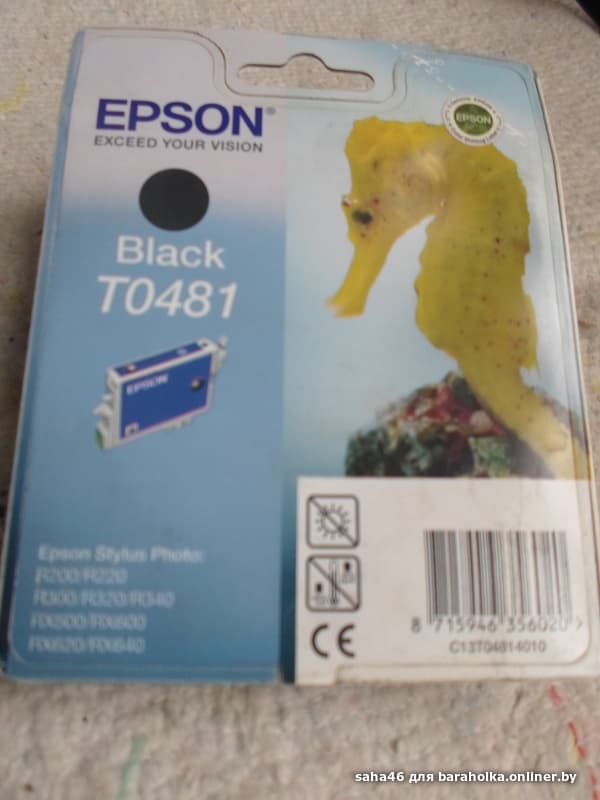 EPSON®
EXCEED YOUR VISION
Black
T0481
EPSON
EPSON
Epson Stylus Photo:
R200/R220
R300/R320/R340
RX500/RX600
RX620/RX640
8 715946 356020 >
C13T04814010
saha46 для baraholka.onliner.by